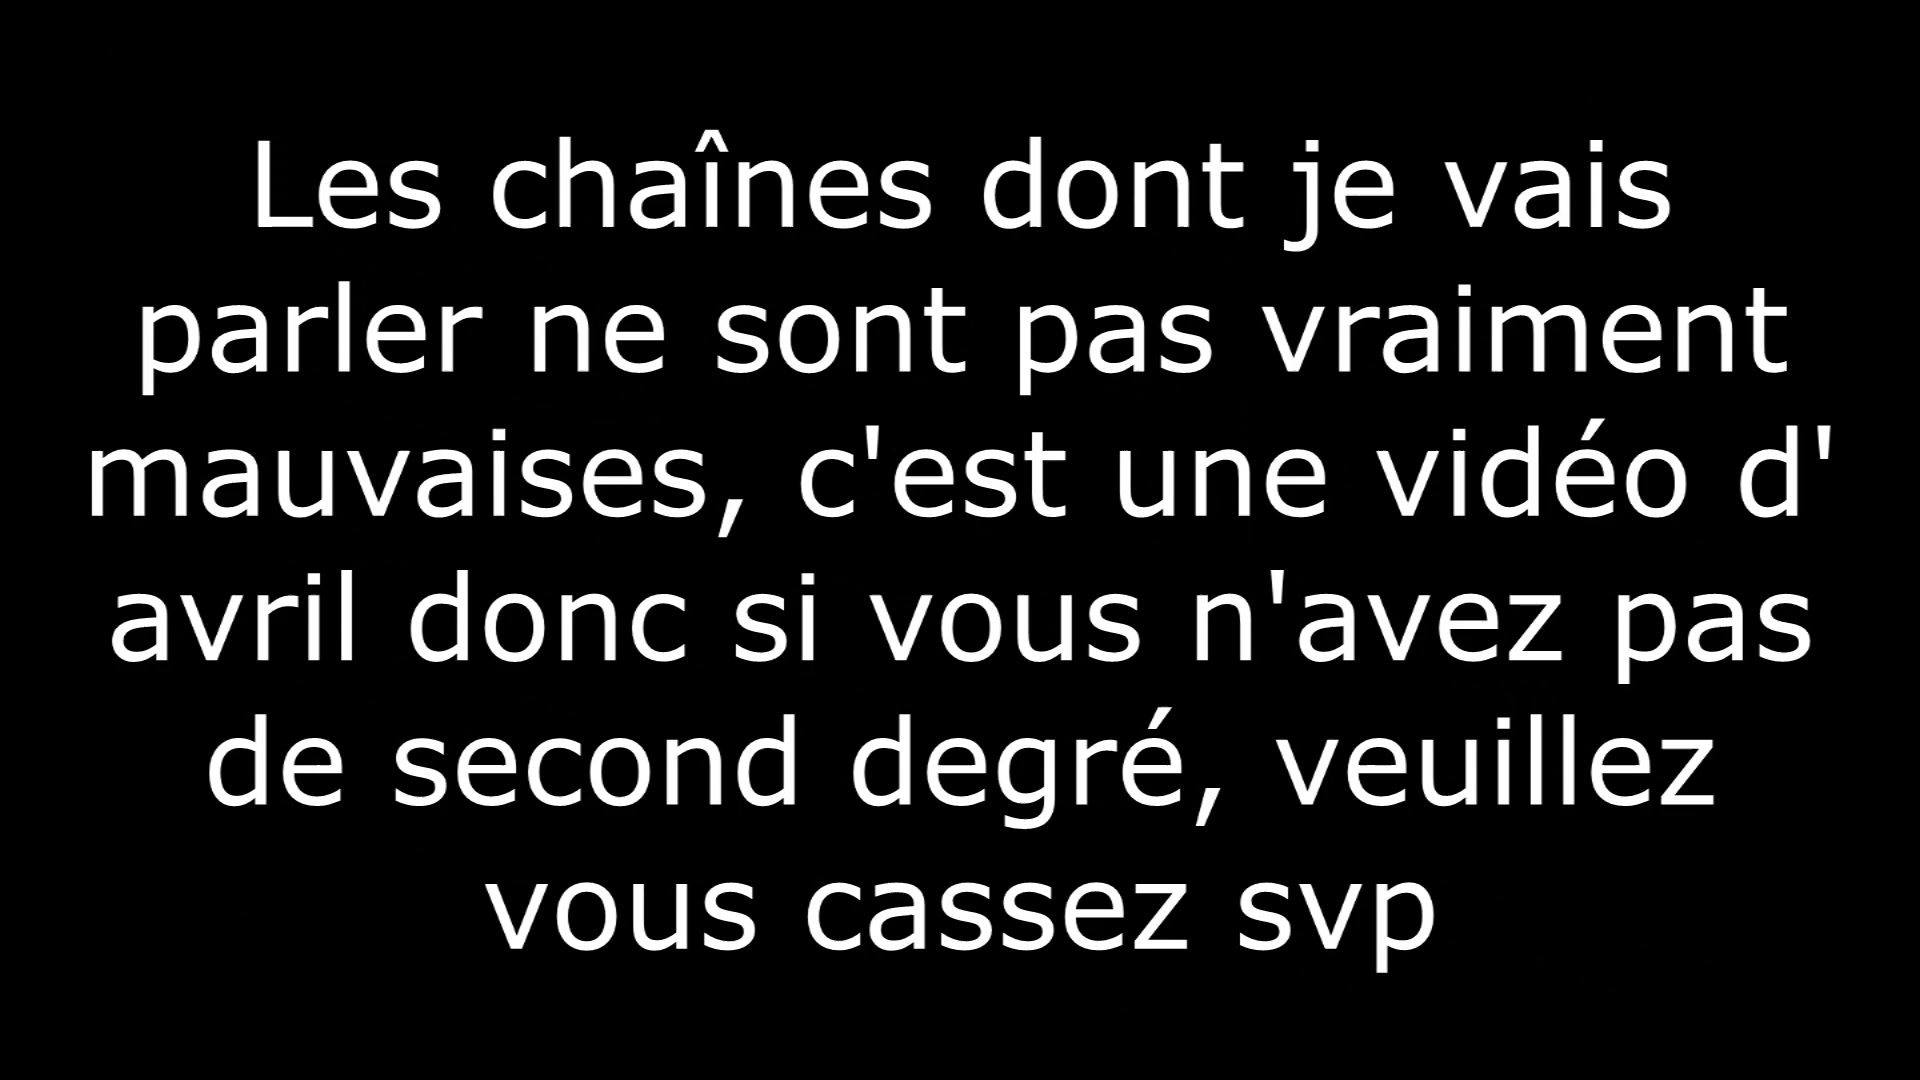 Les chaînes dont je vais
parler ne sont pas vraiment
mauvaises, c'est une vidéo d'
avril donc si vous n'avez pas
de second degré, veuillez
vous cassez svp